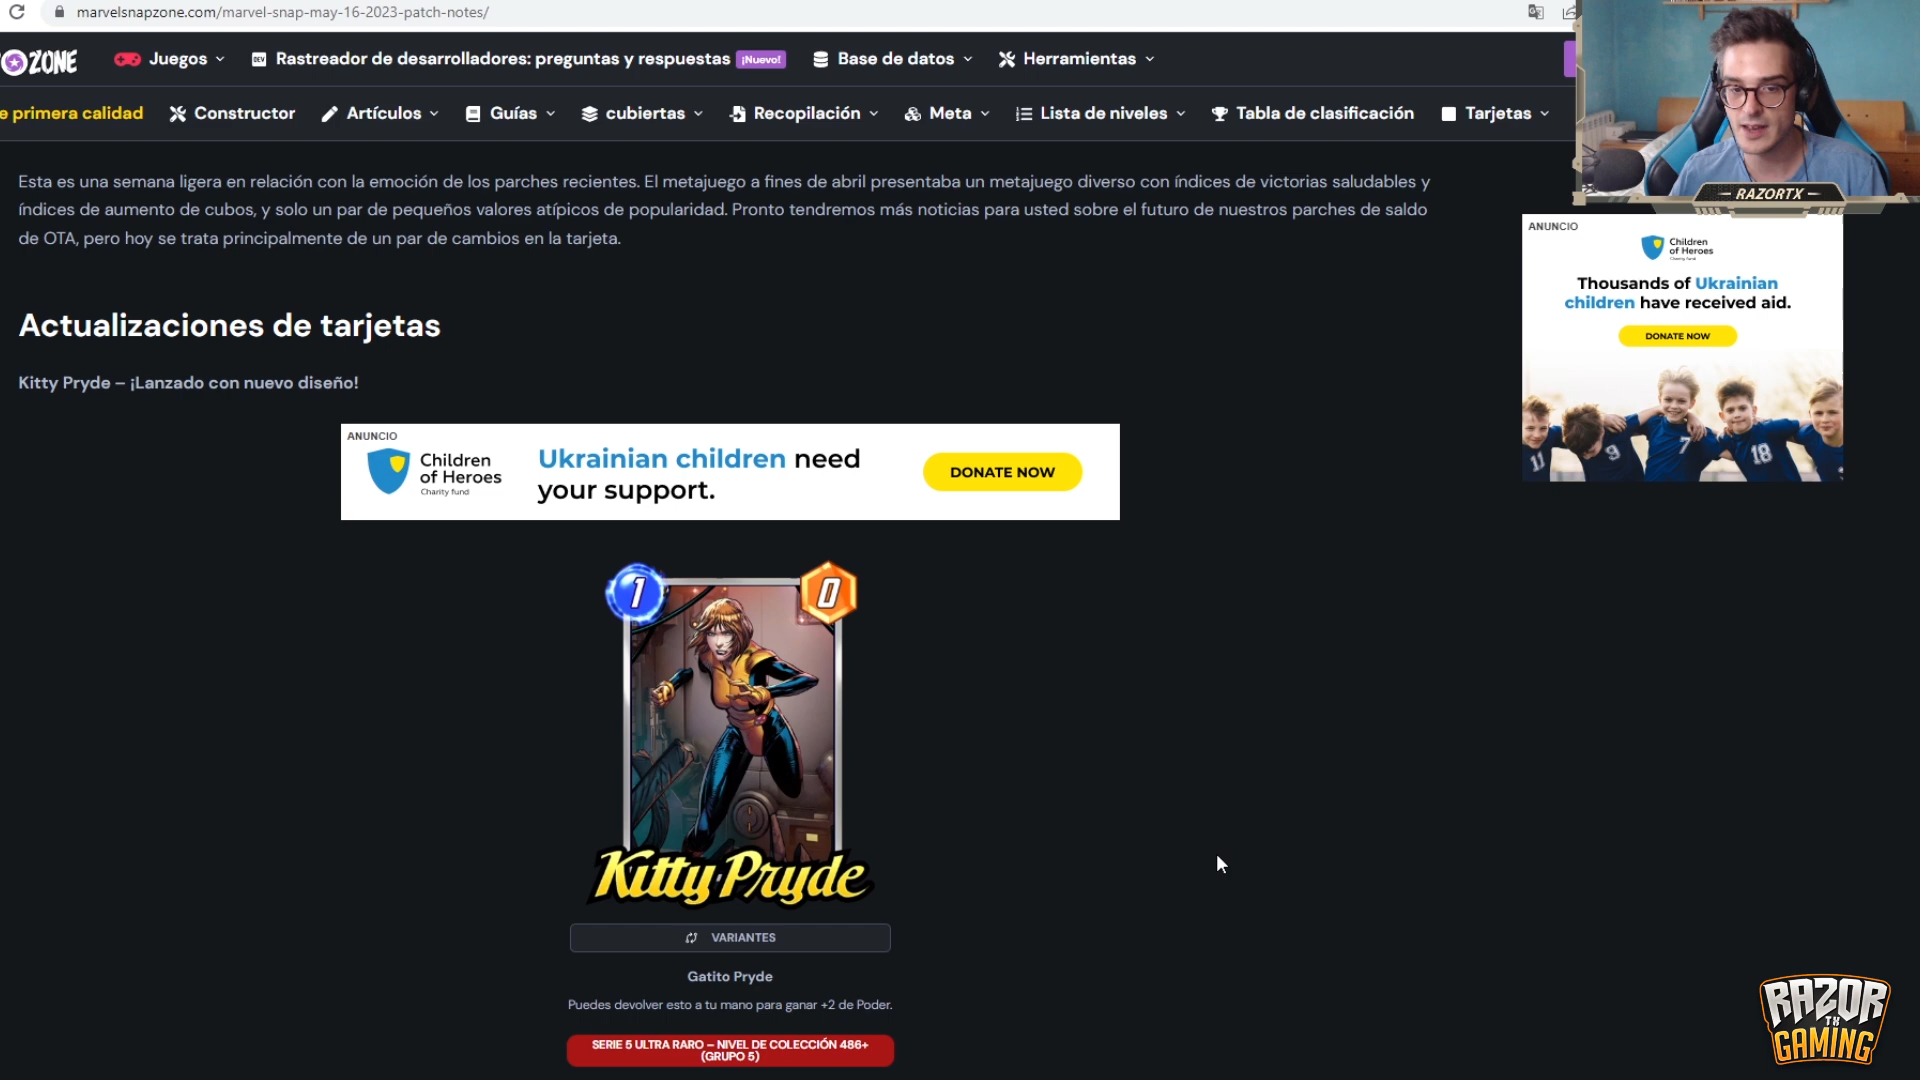 marvelsnapzone.com/marvel-snap-may-16-2023-patch-notes/
ZONE
Juegos
DEV
Rastreador de desarrolladores: preguntas y respuestas
¡Nuevo!
Base de datos
Herramientas
e primera calidad
Constructor
Artículos
Guías
cubiertas
Recopilación
Meta
Lista de niveles
Tabla de clasificación
Tarjetas
RAZORTX
Esta es una semana ligera en relación con la emoción de los parches recientes. El metajuego a fines de abril presentaba un metajuego diverso con índices de victorias saludables y
índices de aumento de cubos, y solo un par de pequeños valores atípicos de popularidad. Pronto tendremos más noticias para usted sobre el futuro de nuestros parches de saldo
de OTA, pero hoy se trata principalmente de un par de cambios en la tarjeta.
ANUNCIO
Children
of Heroes
Charity fund
Thousands of Ukrainian
children have received aid.
DONATE NOW
11
9
7
18
Actualizaciones de tarjetas
Kitty Pryde – ¡Lanzado con nuevo diseño!
ANUNCIO
Children
of Heroes
Charity fund
Ukrainian children need
your support.
DONATE NOW
1
0
Kitty Pryde
VARIANTES
Gatito Pryde
Puedes devolver esto a tu mano para ganar +2 de Poder.
SERIE 5 ULTRA RARO – NIVEL DE COLECCIÓN 486+
(GRUPO 5)
RAZOR
TX
GAMING